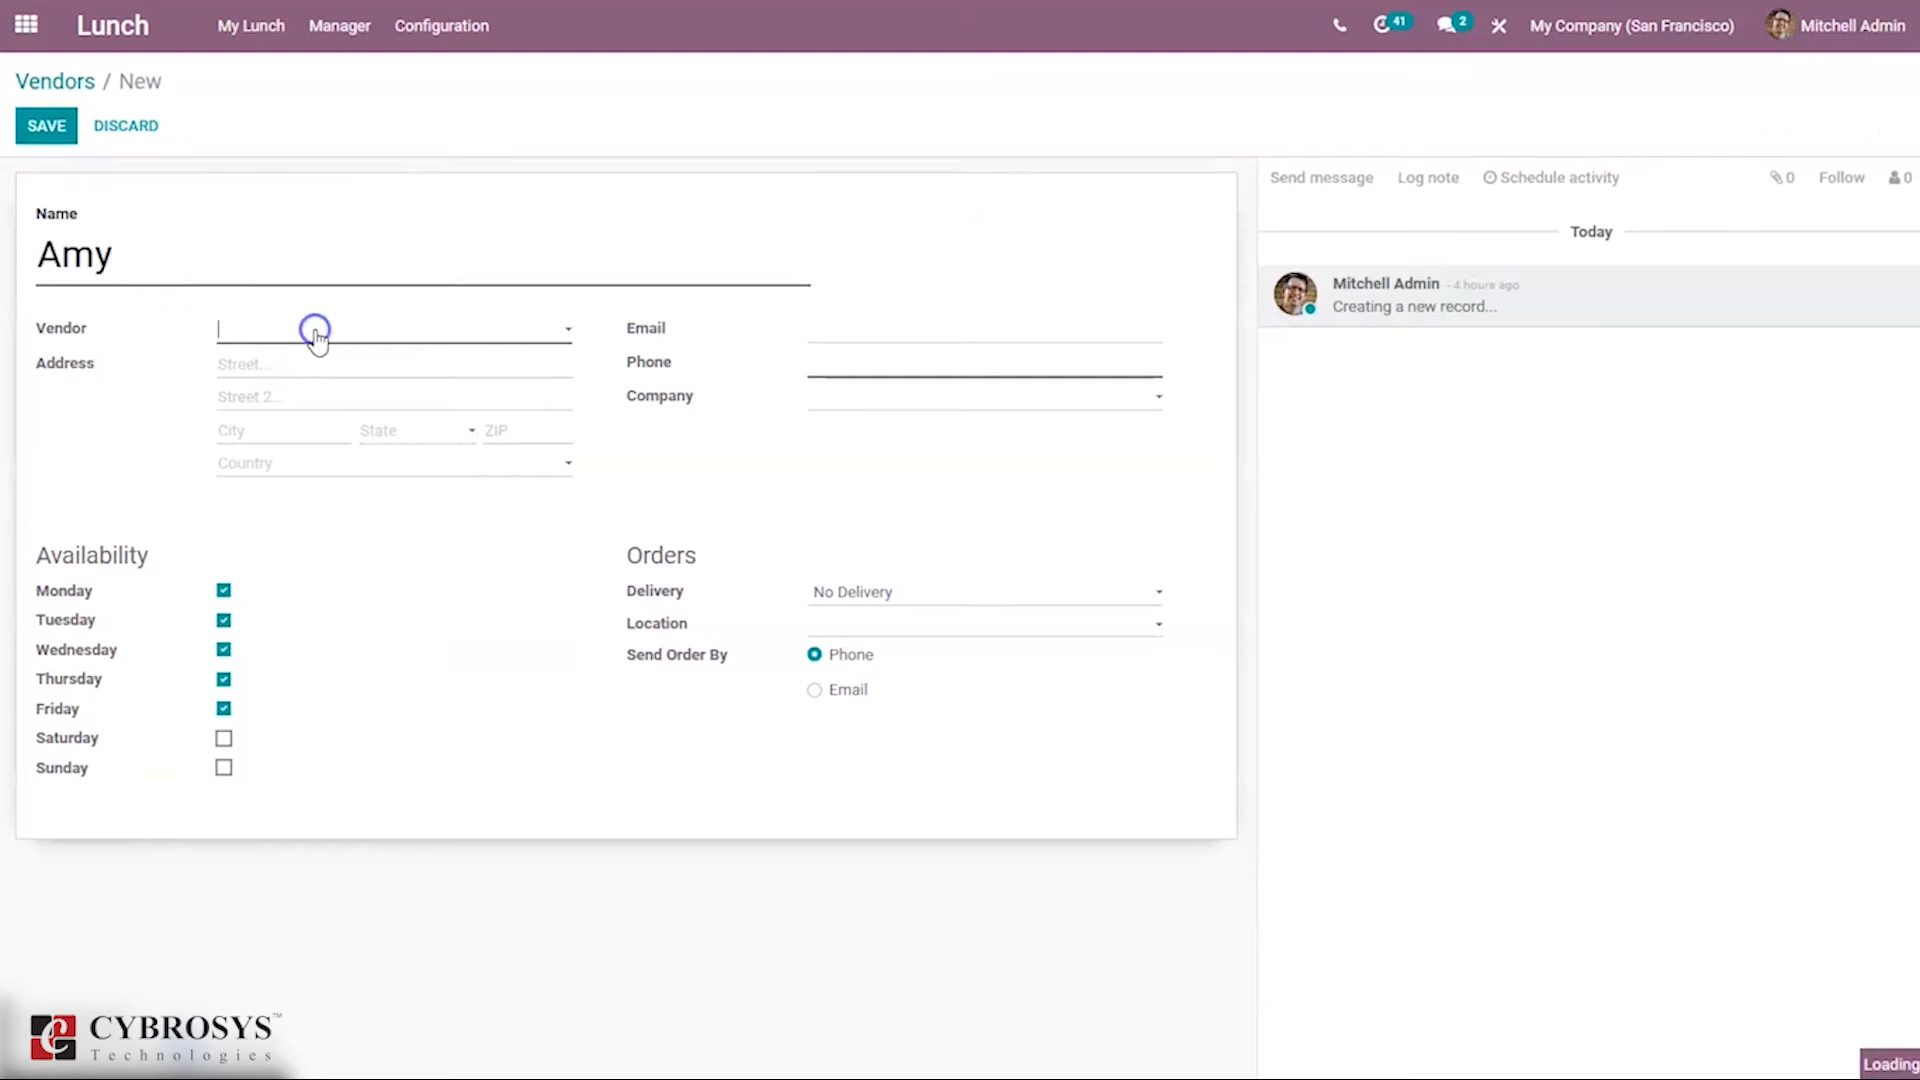 Lunch My Lunch Manager Configuration 41 2 My Company (San Francisco) Mitchell Admin
Vendors / New
SAVE DISCARD
Send message Log note Schedule activity 0 Follow 0
Today
Mitchell Admin - 4 hours ago
Creating a new record...
Name
Amy
Vendor
Address Street...
Street 2...
City State ZIP
Country
Email
Phone
Company
Availability
Monday
Tuesday
Wednesday
Thursday
Friday
Saturday
Sunday
Orders
Delivery No Delivery
Location
Send Order By Phone
Email
CYBROSYS™
Technologies
Loading